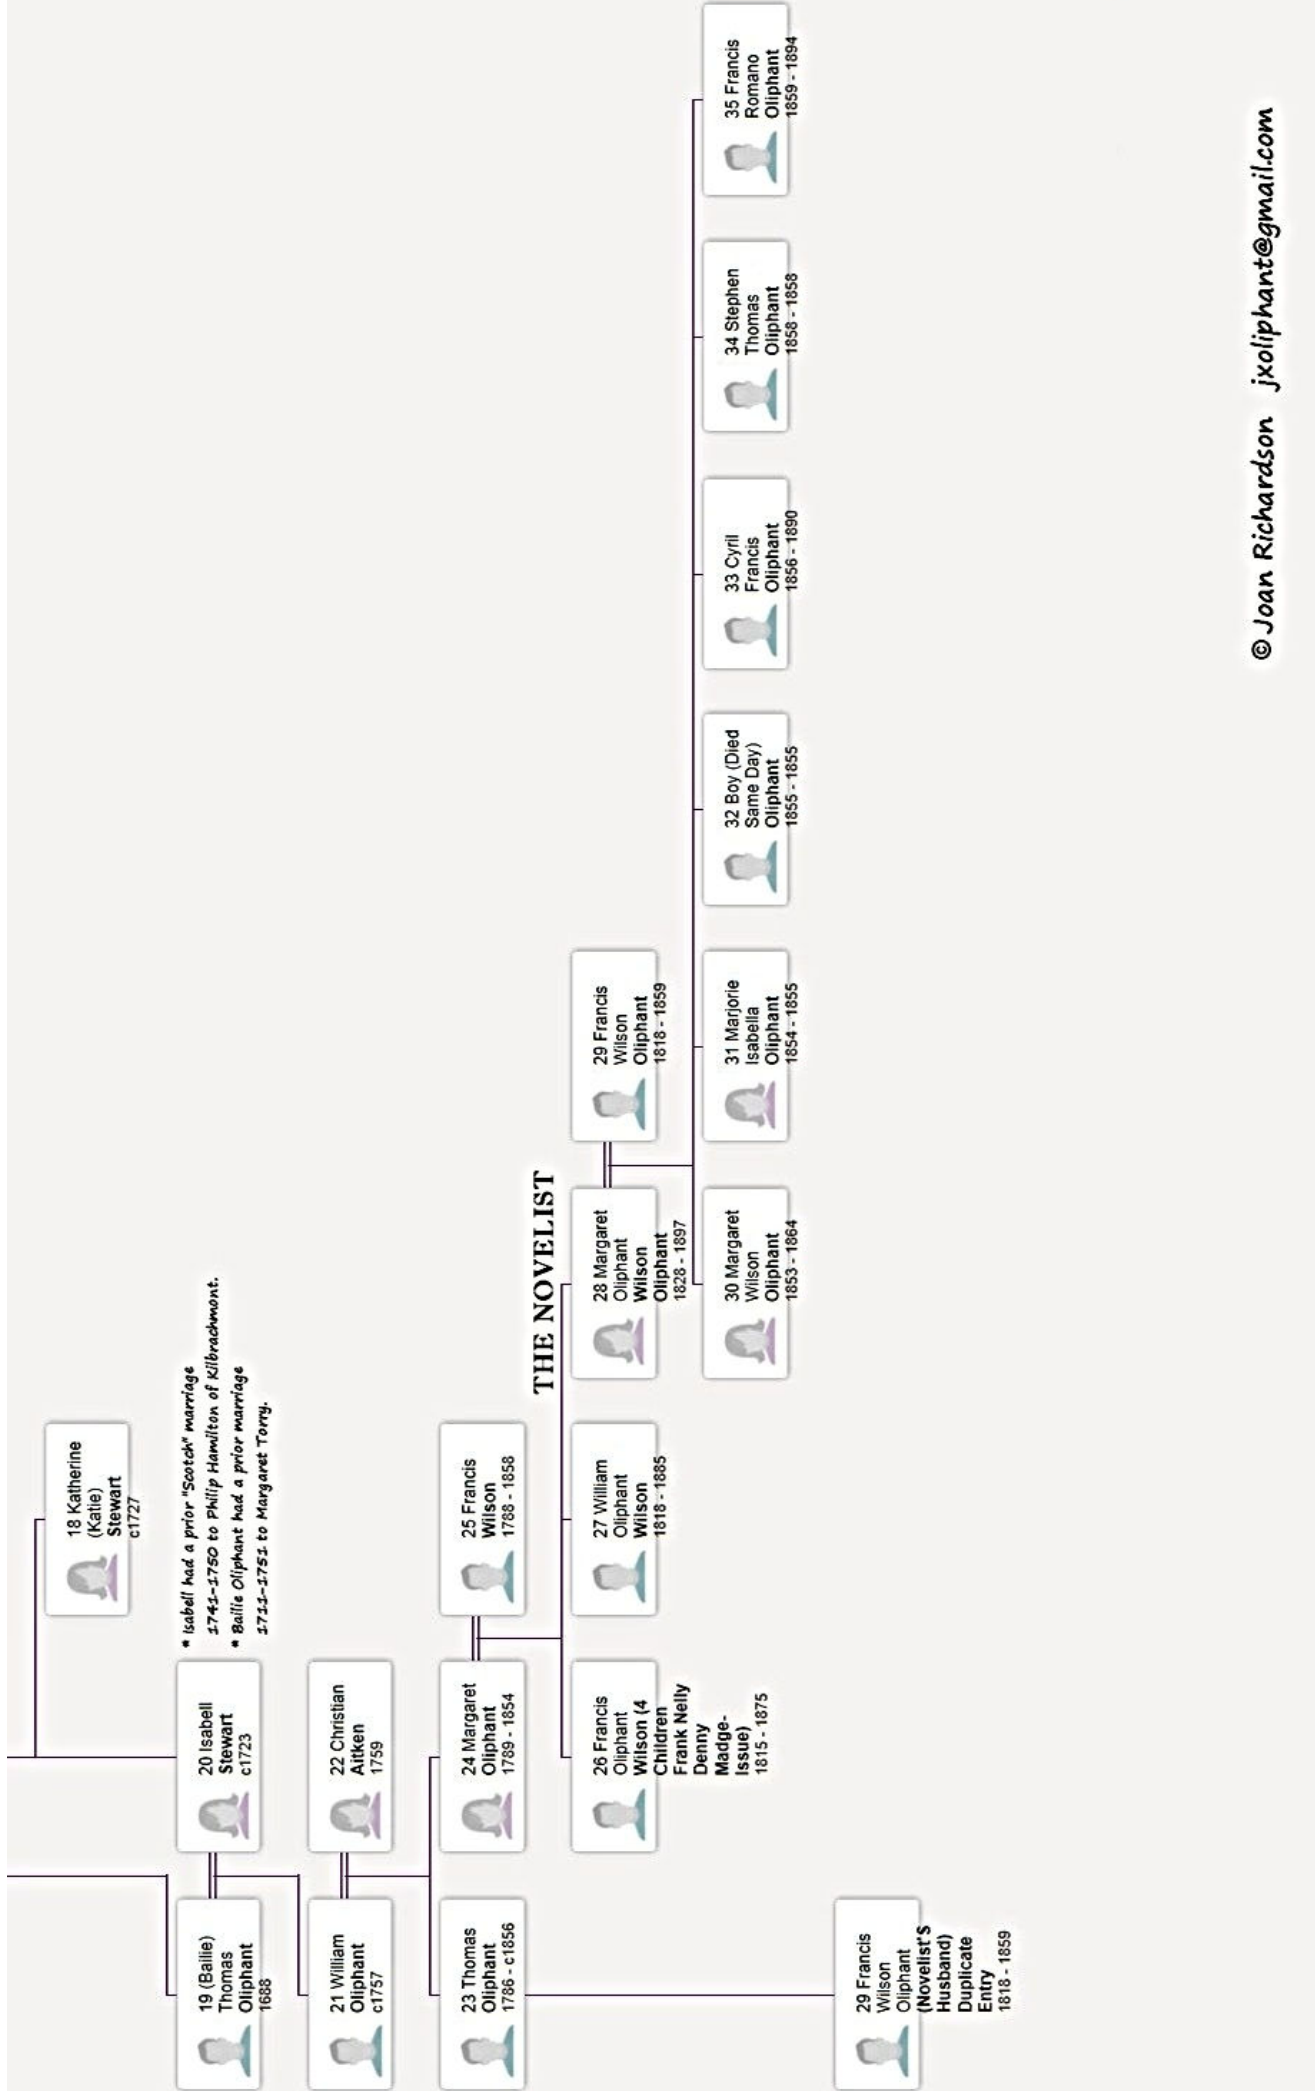 18 Katherine
(Katie)
Stewart
c1727
19 (Bailie)
Thomas
Oliphant
1688
20 Isabell
Stewart
c1723
* Isabell had a prior "Scotch" marriage
1741-1750 to Philip Hamilton of Kilbrachmont.
* Bailie Oliphant had a prior marriage
1711-1751 to Margaret Torry.
21 William
Oliphant
c1757
22 Christian
Aitken
1759
23 Thomas
Oliphant
1786 - c1856
24 Margaret
Oliphant
1789 - 1854
25 Francis
Wilson
1788 - 1858
THE NOVELIST
26 Francis
Oliphant
Wilson (4
Children
Frank Nelly
Denny
Madge-
Issue)
1815 - 1875
27 William
Oliphant
Wilson
1818 - 1885
28 Margaret
Oliphant
Wilson
Oliphant
1828 - 1897
29 Francis
Wilson
Oliphant
1818 - 1859
30 Margaret
Wilson
Oliphant
1853 - 1864
31 Marjorie
Isabella
Oliphant
1854 - 1855
32 Boy (Died
Same Day)
Oliphant
1855 - 1855
33 Cyril
Francis
Oliphant
1856 - 1890
34 Stephen
Thomas
Oliphant
1858 - 1858
35 Francis
Romano
Oliphant
1859 - 1894
29 Francis
Wilson
Oliphant
(Novelist'S
Husband)
Duplicate
Entry
1818 - 1859
© Joan Richardson jxoliphant@gmail.com